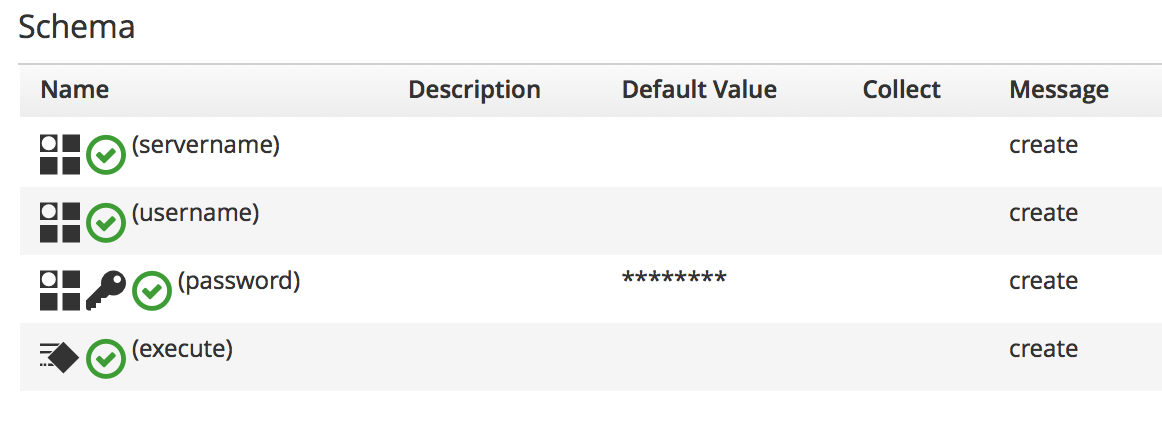 Schema
Name Description Default Value Collect Message
(servername) create
(username) create
(password) ******** create
(execute) create